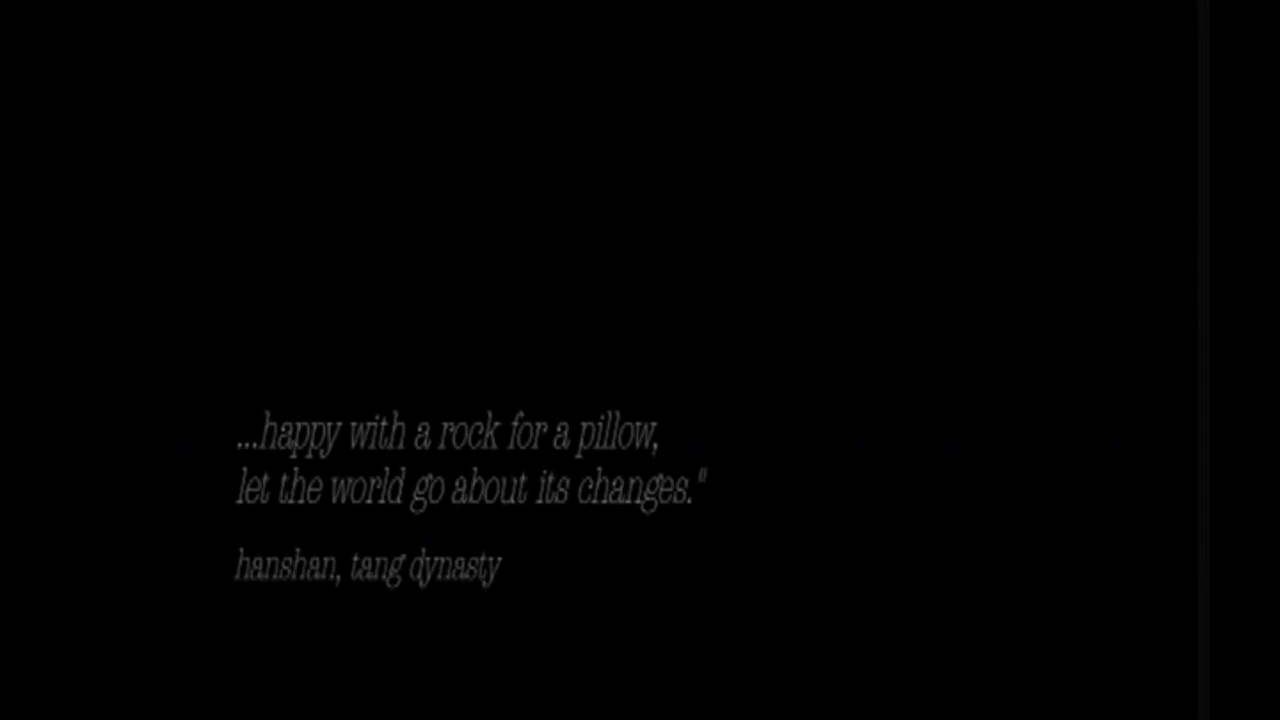 ...happy with a rock for a pillow,
let the world go about its changes."
hanshan, tang dynasty